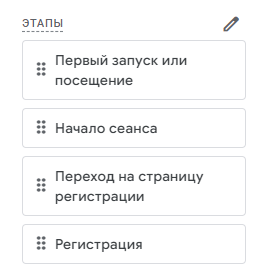 ЭТАПЫ
Первый запуск или
посещение
Начало сеанса
Переход на страницу
регистрации
Регистрация